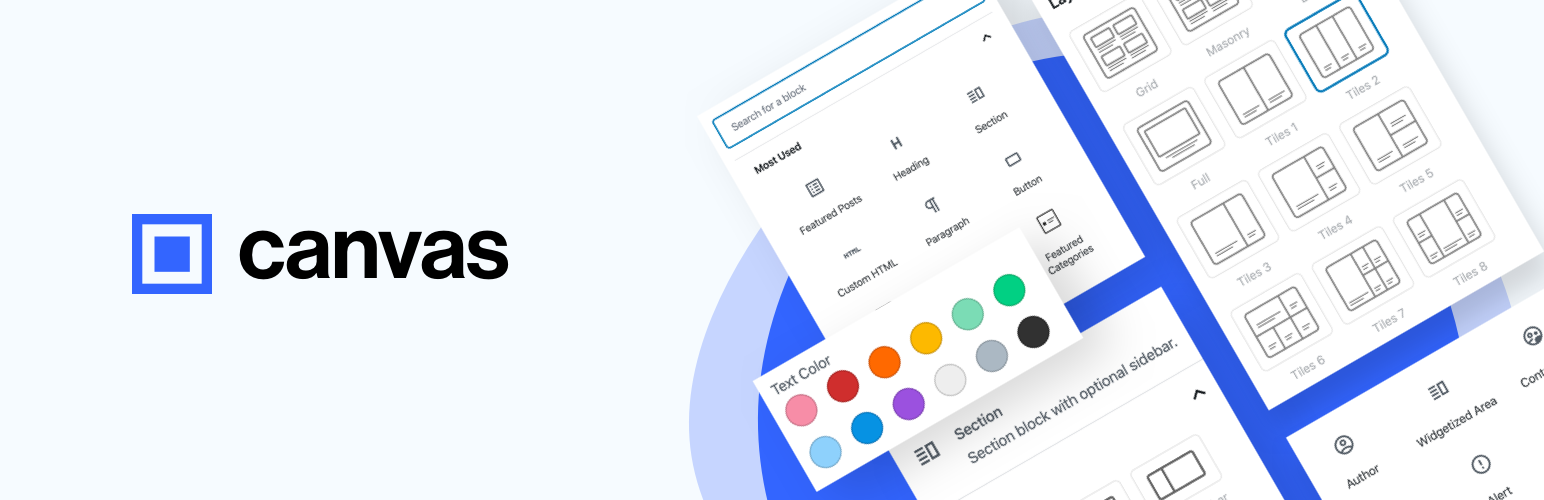 canvas
Search for a block
Most Used
Featured Posts
Heading
Section
Custom HTML
Paragraph
Button
Featured
Categories
Text Color
Section
Section block with optional sidebar.
Grid
Masonry
Tiles 2
Full
Tiles 1
Tiles 3
Tiles 4
Tiles 5
Tiles 6
Tiles 7
Tiles 8
Author
Widgetized Area